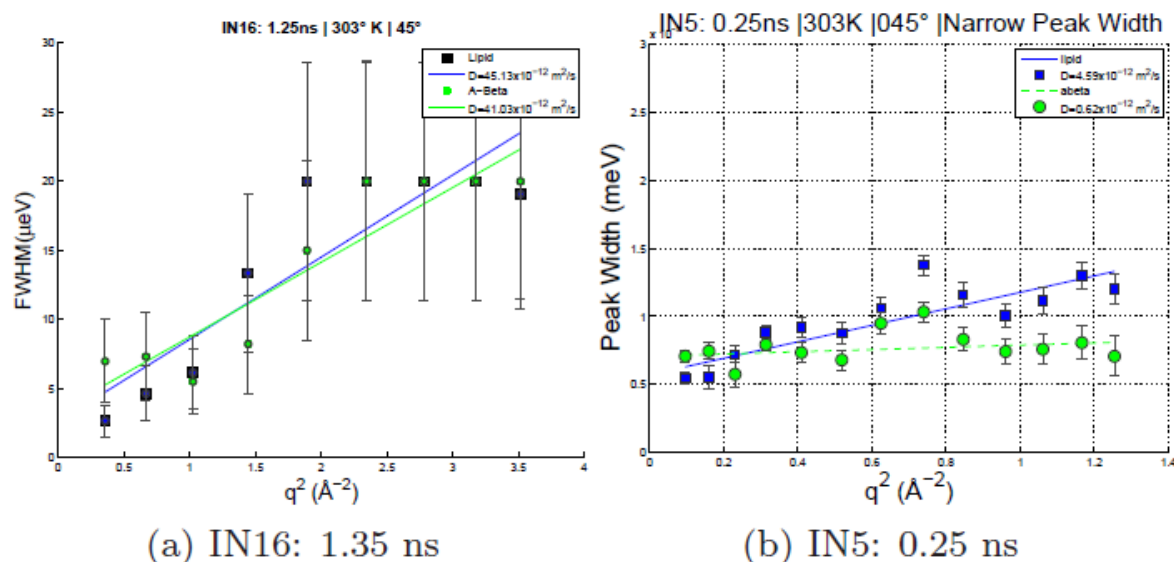 IN16: 1.25ns | 303° K | 45°
30
25
20
15
10
5
0
FWHM(μeV)
Lipid
D=45.13x10⁻¹² m²/s
A-Beta
D=41.03x10⁻¹² m²/s
0 0.5 1 1.5 2 2.5 3 3.5 4
q² (Å⁻²)
(a) IN16: 1.35 ns
IN5: 0.25ns |303K |045° |Narrow Peak Width
3
2.5
2
1.5
1
0.5
0
Peak Width (meV)
lipid
D=4.59x10⁻¹² m²/s
abeta
D=0.62x10⁻¹² m²/s
0 0.2 0.4 0.6 0.8 1 1.2 1.4
q² (Å⁻²)
(b) IN5: 0.25 ns